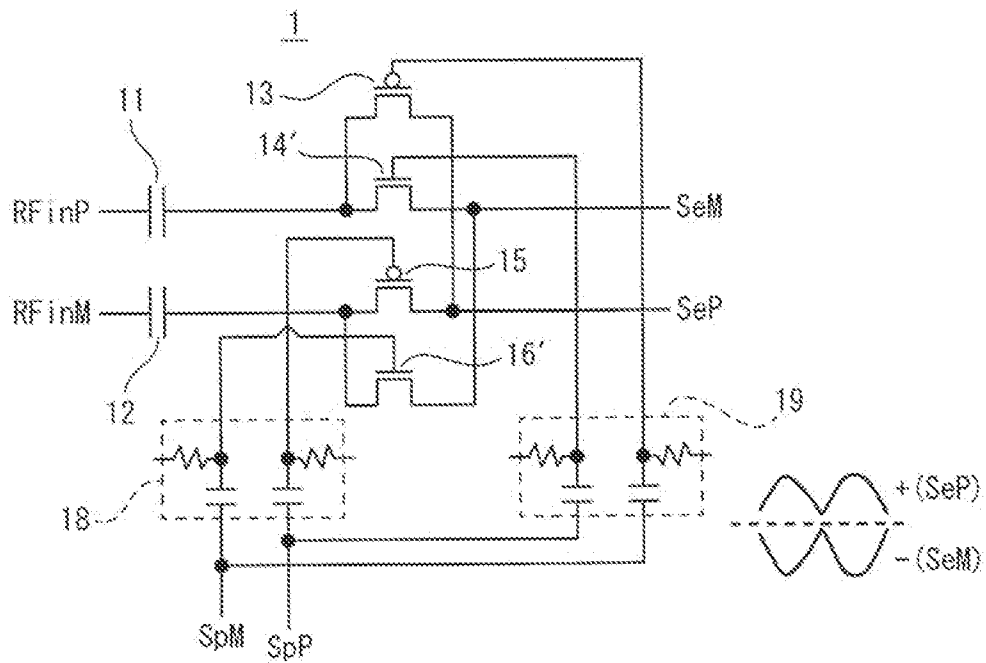 1
13
11
14′
RFinP
SeM
15
RFinM
SeP
16′
12
19
18
+(SeP)
−(SeM)
SpM
SpP